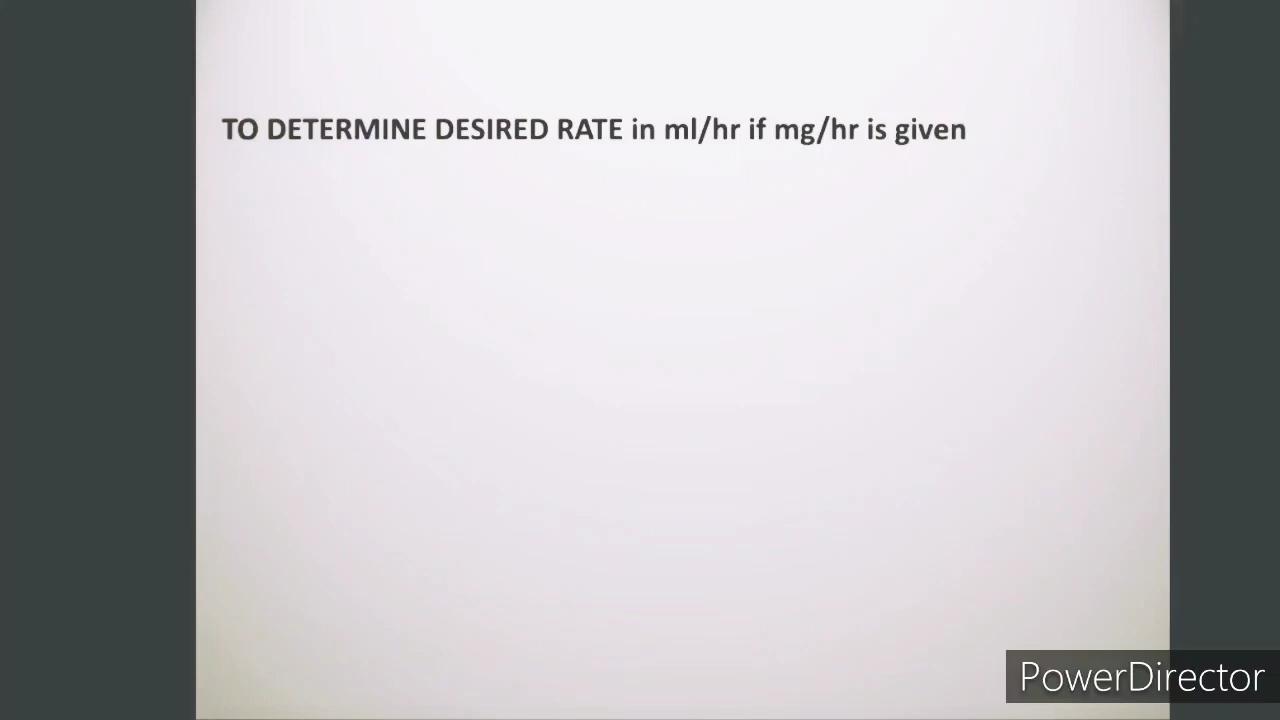 TO DETERMINE DESIRED RATE in ml/hr if mg/hr is given
PowerDirector